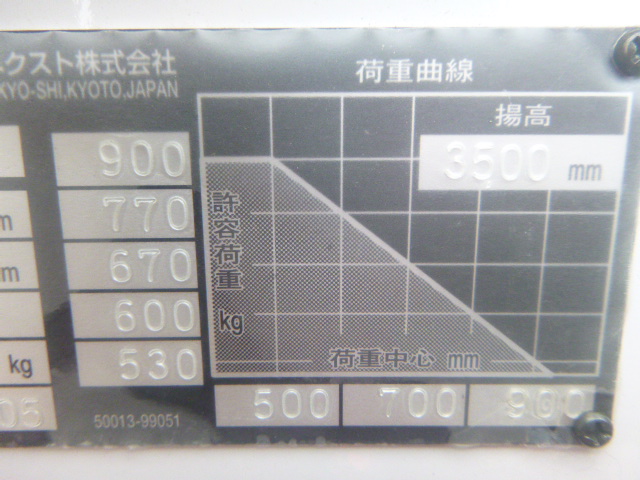 クスト株式会社
KYO-SHI,KYOTO,JAPAN
荷重曲線
揚高
3500 mm
900
m 770
m 670
600
kg 530
05
許容荷重 kg
荷重中心 mm
50013-99051
500 700 900